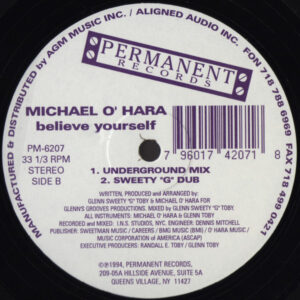 MANUFACTURED & DISTRIBUTED BY AGM MUSIC INC. / ALIGNED AUDIO INC. FON 718 788 6969 FAX 718 499 0421
PERMANENT
RECORDS
MICHAEL O' HARA
believe yourself
PM-6207
33 1/3 RPM
STEREO
SIDE B
7 96017 42071 8
1. UNDERGROUND MIX
2. SWEETY "G" DUB
WRITTEN, PRODUCED and ARRANGED by:
GLENN SWEETY "G" TOBY & MICHAEL O' HARA FOR
GLENN'S GROOVES PRODUCTIONS. MIXED by GLENN SWEETY "G" TOBY.
ALL INSTRUMENTS: MICHAEL O' HARA & GLENN TOBY
RECORDED and MIXED: I.N.S. STUDIOS, NYC. ENGINEER: DENNIS MITCHELL
PUBLISHER: SWEETMAN MUSIC / CAREERS / BMG MUSIC (BMI) / O' HARA MUSIC /
MUSIC CORPORATION of AMERICA (ASCAP)
EXECUTIVE PRODUCERS: RANDALL E. TOBY, GLENN TOBY.
©℗1994, PERMANENT RECORDS,
209-05A HILLSIDE AVENUE, SUITE 5A
QUEENS VILLAGE, NY 11427